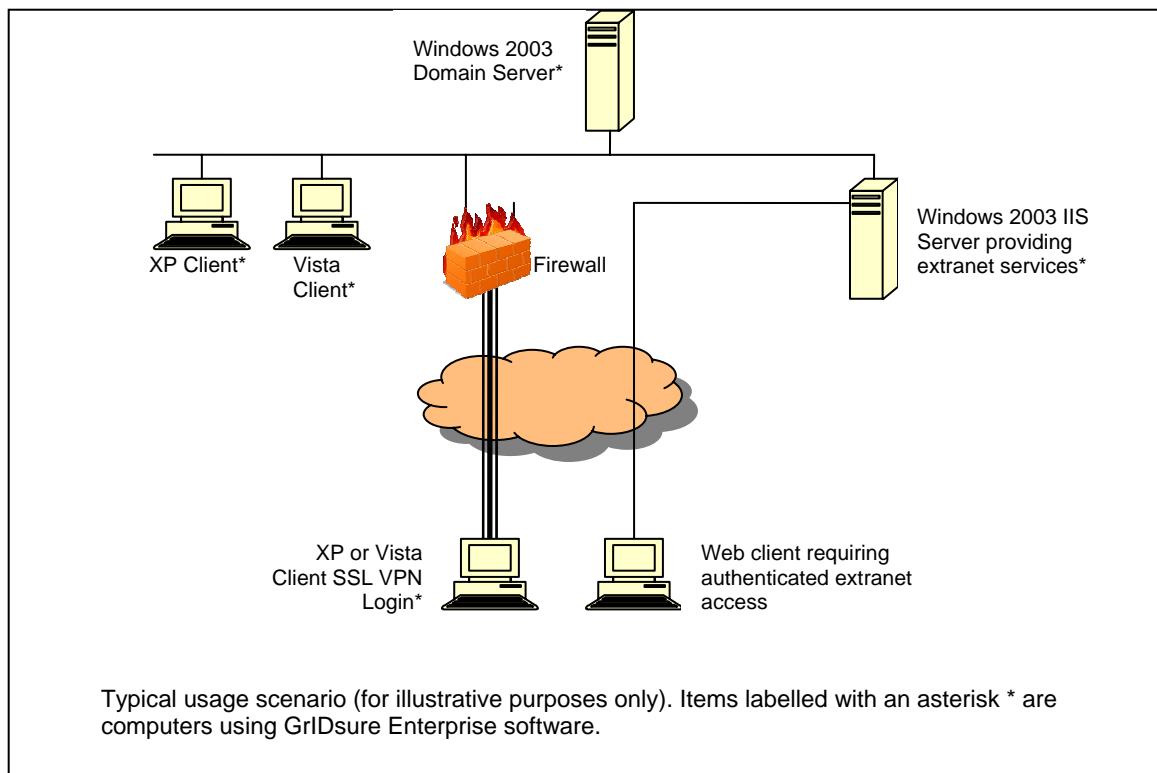 Windows 2003
Domain Server*
XP Client*
Vista
Client*
Firewall
Windows 2003 IIS
Server providing
extranet services*
XP or Vista
Client SSL VPN
Login*
Web client requiring
authenticated extranet
access
Typical usage scenario (for illustrative purposes only). Items labelled with an asterisk * are
computers using GrIDsure Enterprise software.